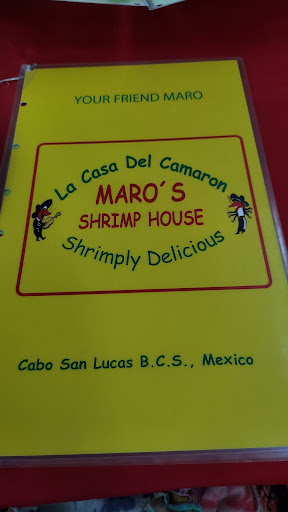 YOUR FRIEND MARO
La Casa Del Camaron
MARO´S
SHRIMP HOUSE
Shrimply Delicious
Cabo San Lucas B.C.S., Mexico